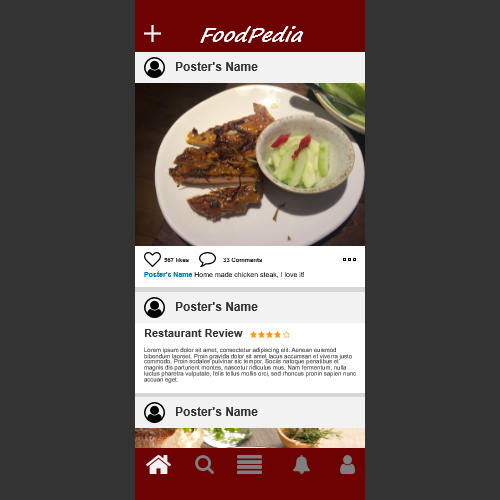 FoodPedia
Poster's Name
567 likes
33 Comments
Poster's Name Home made chicken steak, I love it!
Poster's Name
Restaurant Review
Lorem ipsum dolor sit amet, consectetur adipiscing elit. Aenean euismod
bibendum laoreet. Proin gravida dolor sit amet lacus accumsan et viverra justo
commodo. Proin sodales pulvinar sic tempor. Sociis natoque penatibus et
magnis dis parturient montes, nascetur ridiculus mus. Nam fermentum, nulla
luctus pharetra vulputate, felis tellus mollis orci, sed rhoncus pronin sapien nunc
accuan eget.
Poster's Name